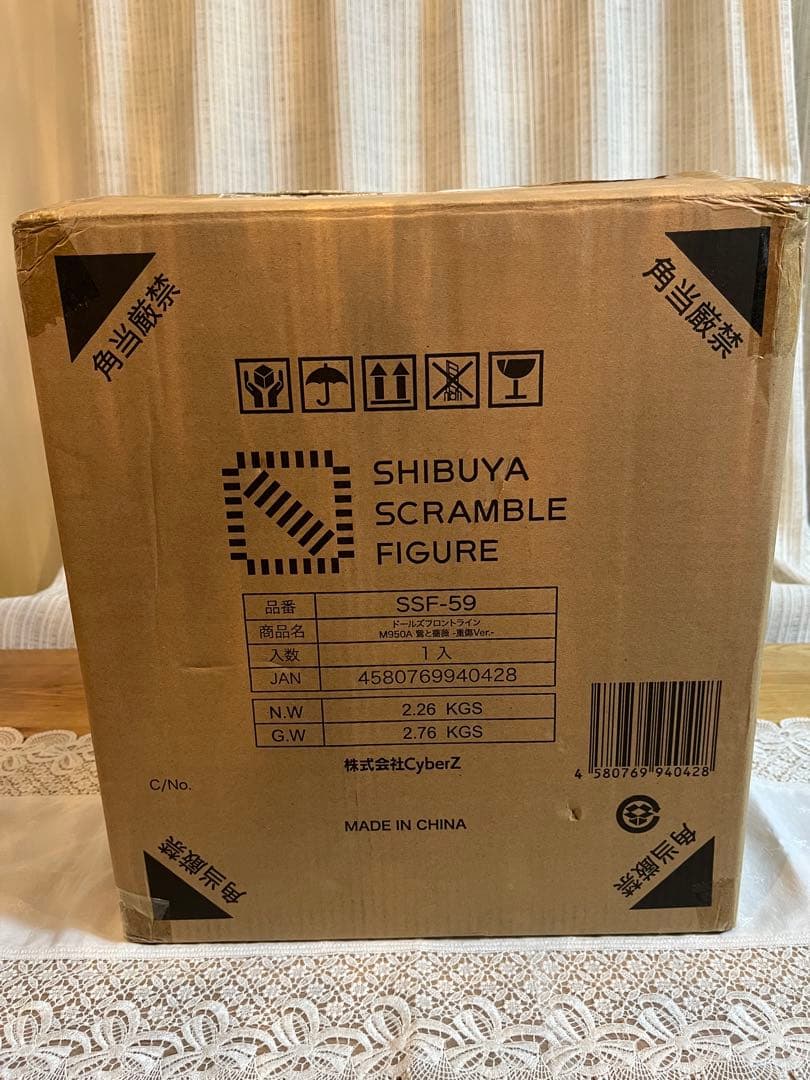 角当厳禁
角当厳禁
SHIBUYA
SCRAMBLE
FIGURE
品番 SSF-59
商品名 ドールズフロントライン
M950A 鶯と薔薇 -重傷Ver.-
入数 1入
JAN 4580769940428
N.W 2.26 KGS
G.W 2.76 KGS
株式会社CyberZ
4 580769 940428
C/No.
MADE IN CHINA
角当厳禁
角当厳禁